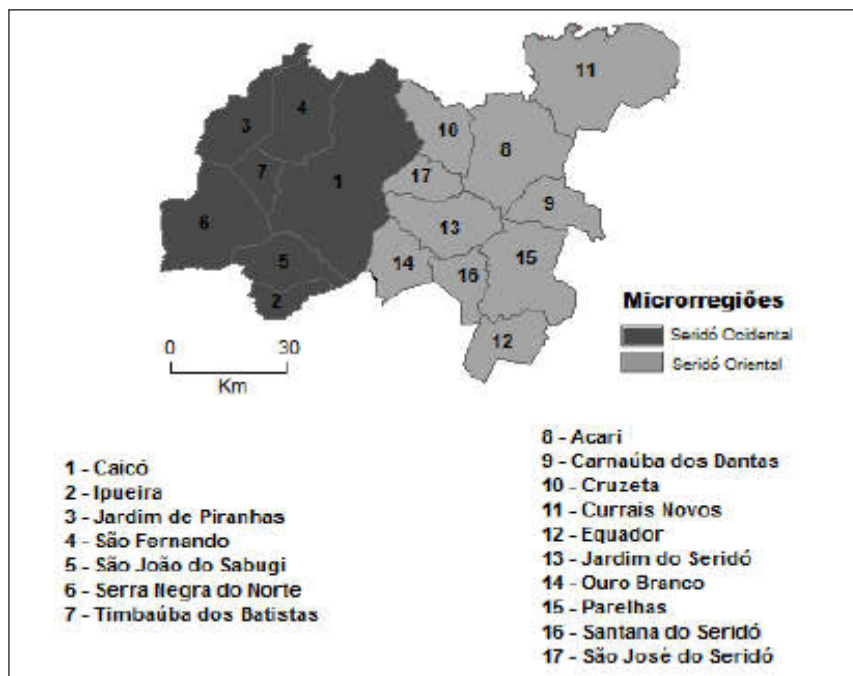 11
4
3
10
8
7
1
17
9
6
13
14
15
5
16
2
12
Microrregiões
Seridó Ocidental
Seridó Oriental
0 30
Km
1 - Caicó
2 - Ipueira
3 - Jardim de Piranhas
4 - São Fernando
5 - São João do Sabugi
6 - Serra Negra do Norte
7 - Timbaúba dos Batistas
8 - Acari
9 - Carnaúba dos Dantas
10 - Cruzeta
11 - Currais Novos
12 - Equador
13 - Jardim do Seridó
14 - Ouro Branco
15 - Parelhas
16 - Santana do Seridó
17 - São José do Seridó